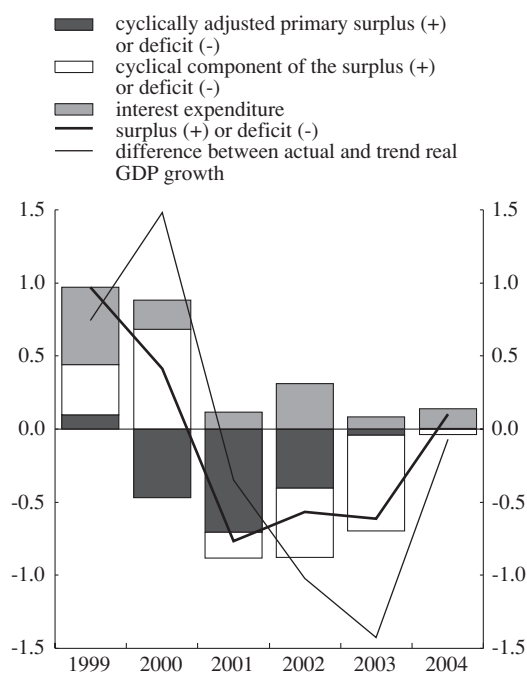 cyclically adjusted primary surplus (+)
or deficit (-)
cyclical component of the surplus (+)
or deficit (-)
interest expenditure
surplus (+) or deficit (-)
difference between actual and trend real
GDP growth
1.5 1.5
1.0 1.0
0.5 0.5
0.0 0.0
-0.5 -0.5
-1.0 -1.0
-1.5 -1.5
1999 2000 2001 2002 2003 2004